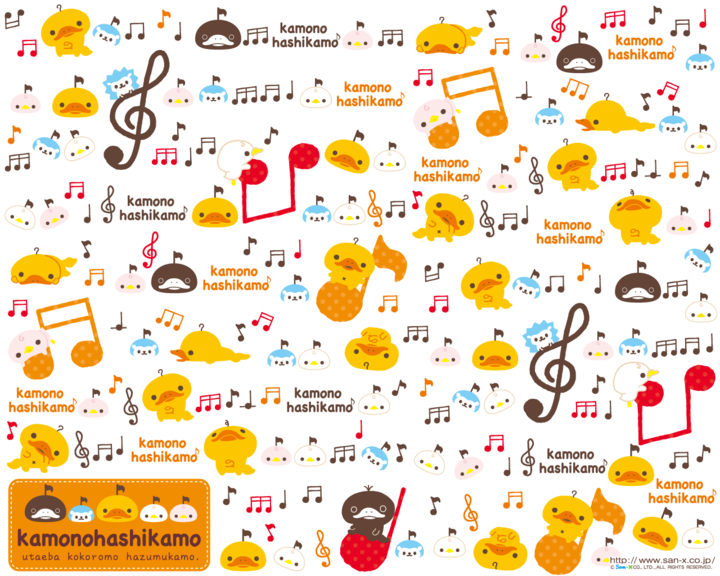 kamono
hashikamo
kamono
hashikamo
kamono
hashikamo
kamono
hashikamo
kamono
hashikamo
kamono
hashikamo
kamono
hashikamo
kamono
hashikamo
kamono
hashikamo
kamono
hashikamo
kamono
hashikamo
kamono
hashikamo
kamonohashikamo
utaeba kokoromo hazumukamo.
http:// www.san-x.co.jp/
© San-X CO., LTD. ALL RIGHTS RESERVED.